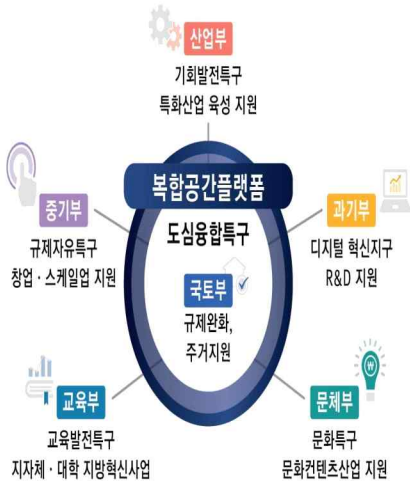 산업부
기회발전특구
특화산업 육성 지원
복합공간플랫폼
도심융합특구
국토부
규제완화,
주거지원
중기부
규제자유특구
창업 · 스케일업 지원
과기부
디지털 혁신지구
R&D 지원
교육부
교육발전특구
지자체 · 대학 지방혁신사업
문체부
문화특구
문화컨텐츠산업 지원